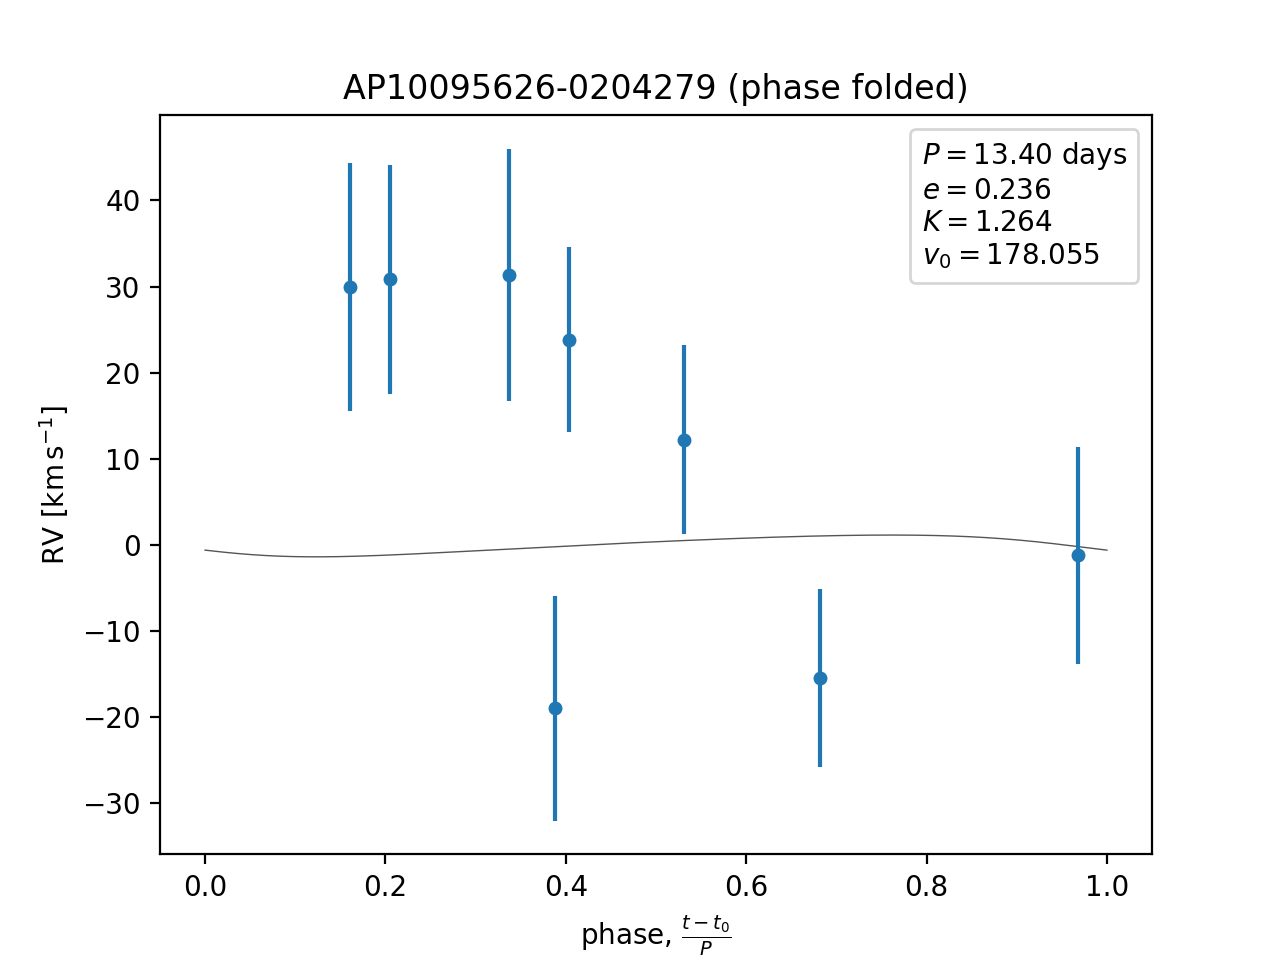 AP10095626-0204279 (phase folded)
P = 13.40 days
e = 0.236
K = 1.264
v₀ = 178.055
40
30
20
10
0
−10
−20
−30
RV [km s⁻¹]
0.0 0.2 0.4 0.6 0.8 1.0
phase, (t − t₀)/P